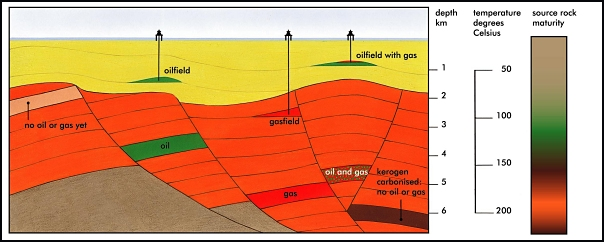 depth
km
temperature
degrees
Celsius
source rock
maturity
oilfield with gas
oilfield
1
50
2
no oil or gas yet
gasfield
100
3
oil
4
150
oil and gas
kerogen
carbonised:
no oil or gas
5
gas
6
200